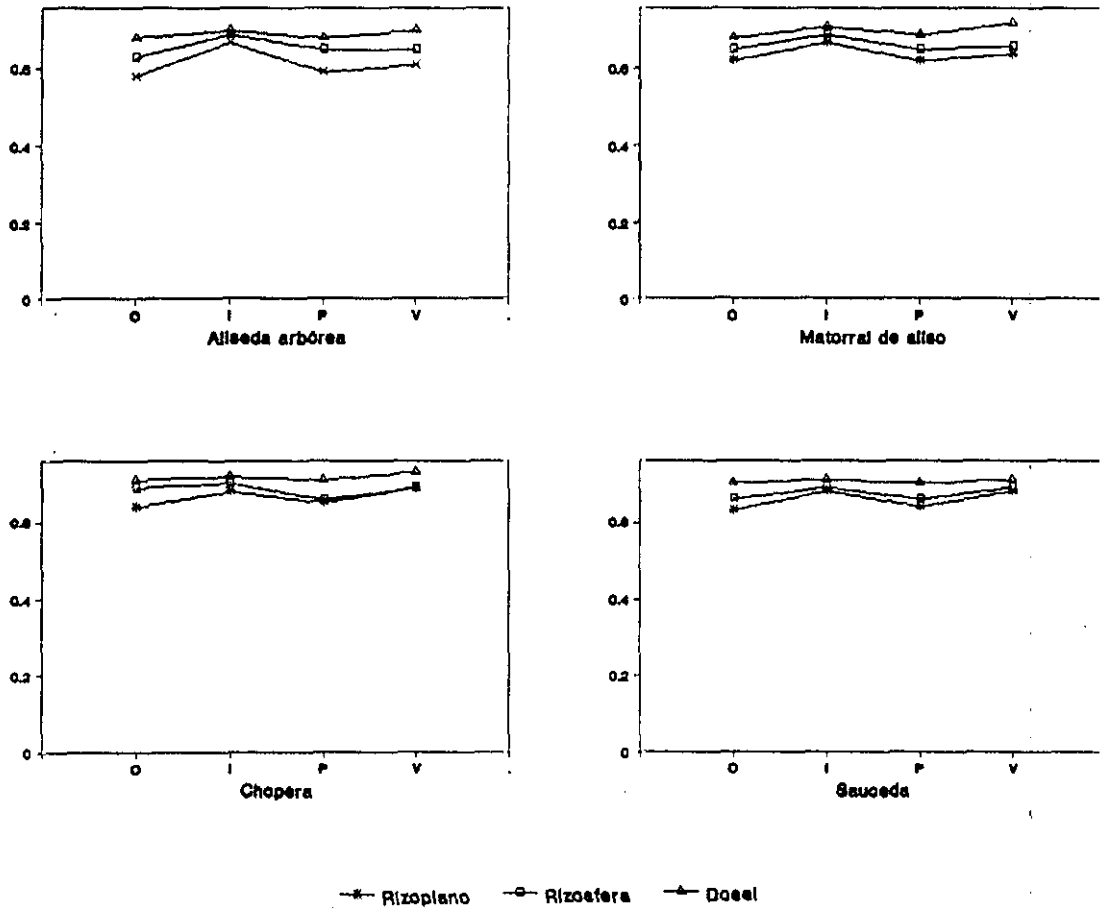 0.6
0.4
0.2
0
O I P V
Aliseda arbórea
0.6
0.4
0.2
0
O I P V
Matorral de aliso
0.6
0.4
0.2
0
O I P V
Chopera
0.6
0.4
0.2
0
O I P V
Sauceda
Rizoplano Rizosfera Dosel